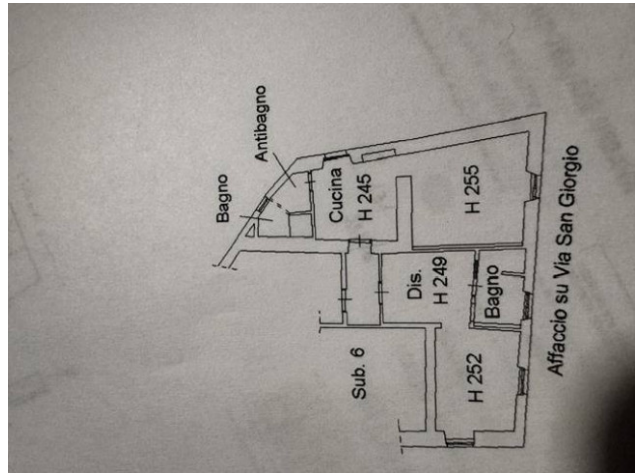 Bagno
Antibagno
Cucina
H 245
H 255
Dis.
H 249
Bagno
Sub. 6
H 252
Affaccio su Via San Giorgio